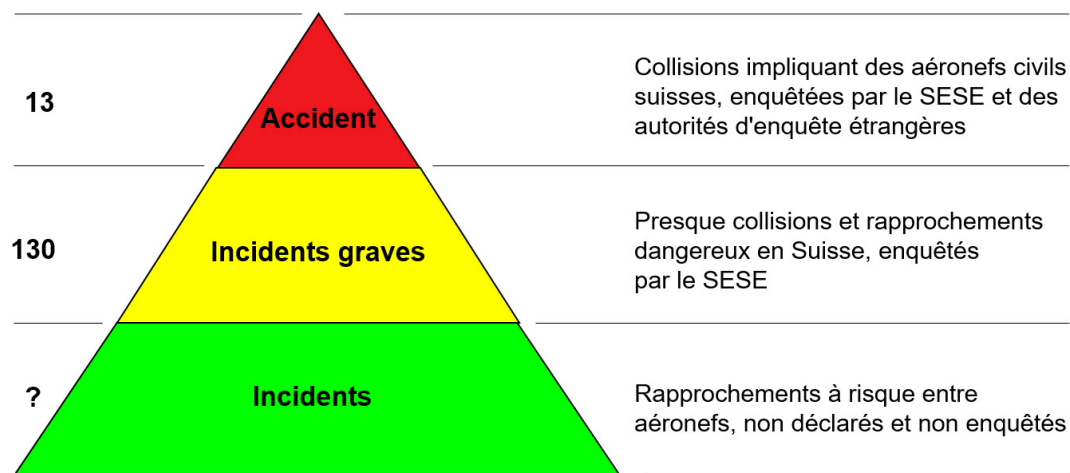 13
Accident
Collisions impliquant des aéronefs civils
suisses, enquêtées par le SESE et des
autorités d'enquête étrangères
130
Incidents graves
Presque collisions et rapprochements
dangereux en Suisse, enquêtés
par le SESE
?
Incidents
Rapprochements à risque entre
aéronefs, non déclarés et non enquêtés